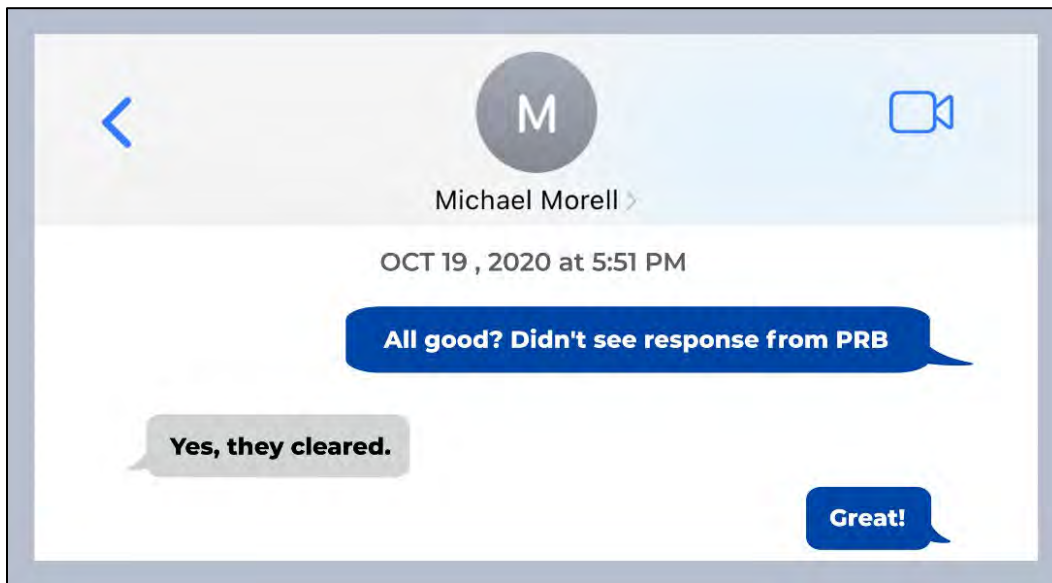 M
Michael Morell
OCT 19 , 2020 at 5:51 PM
All good? Didn't see response from PRB
Yes, they cleared.
Great!